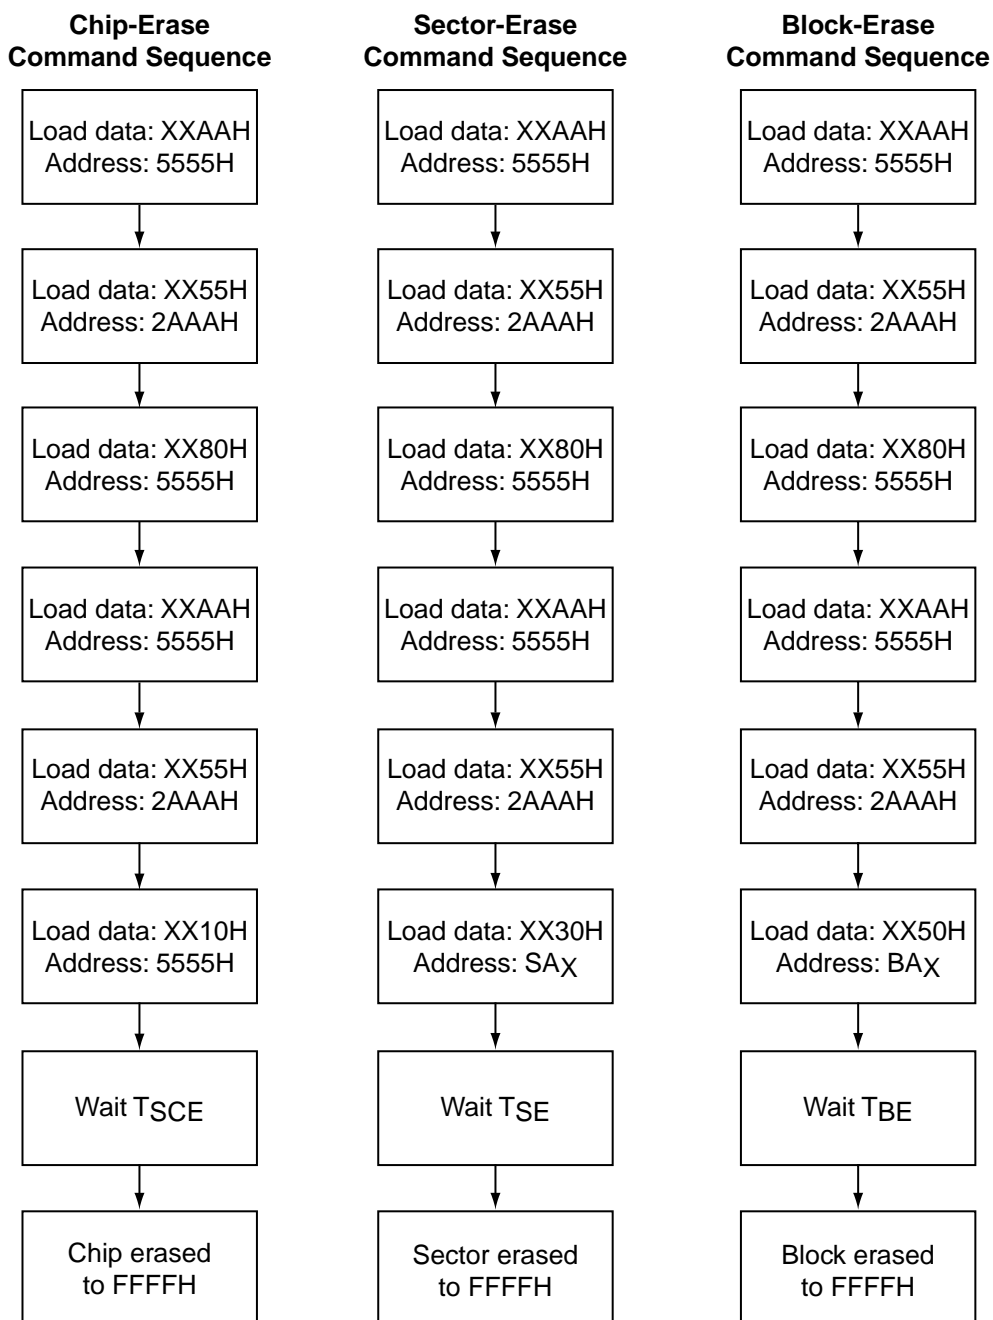 Chip-Erase
Command Sequence
Load data: XXAAH
Address: 5555H
Load data: XX55H
Address: 2AAAH
Load data: XX80H
Address: 5555H
Load data: XXAAH
Address: 5555H
Load data: XX55H
Address: 2AAAH
Load data: XX10H
Address: 5555H
Wait TSCE
Chip erased
to FFFFH
Sector-Erase
Command Sequence
Load data: XXAAH
Address: 5555H
Load data: XX55H
Address: 2AAAH
Load data: XX80H
Address: 5555H
Load data: XXAAH
Address: 5555H
Load data: XX55H
Address: 2AAAH
Load data: XX30H
Address: SAX
Wait TSE
Sector erased
to FFFFH
Block-Erase
Command Sequence
Load data: XXAAH
Address: 5555H
Load data: XX55H
Address: 2AAAH
Load data: XX80H
Address: 5555H
Load data: XXAAH
Address: 5555H
Load data: XX55H
Address: 2AAAH
Load data: XX50H
Address: BAX
Wait TBE
Block erased
to FFFFH